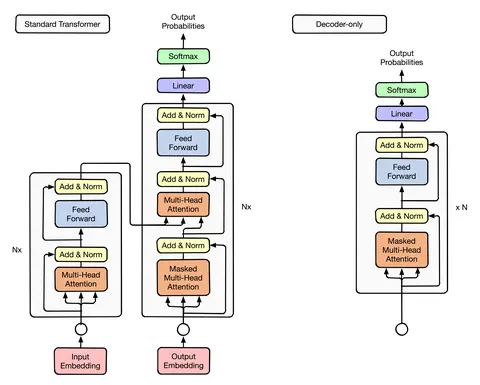 Standard Transformer
Output
Probabilities
Softmax
Linear
Add & Norm
Feed
Forward
Add & Norm
Multi-Head
Attention
Nx
Add & Norm
Masked
Multi-Head
Attention
Output
Embedding
Add & Norm
Feed
Forward
Nx
Add & Norm
Multi-Head
Attention
Input
Embedding
Decoder-only
Output
Probabilities
Softmax
Linear
Add & Norm
Feed
Forward
x N
Add & Norm
Masked
Multi-Head
Attention